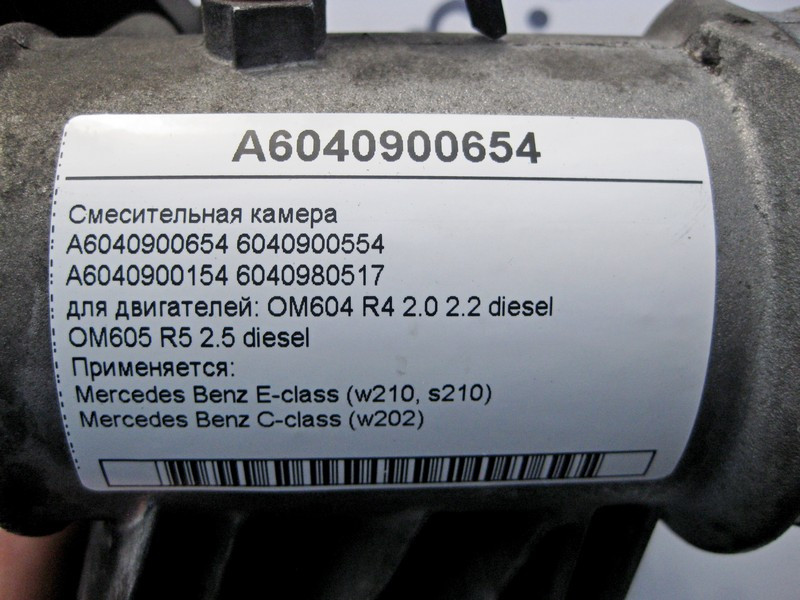 A6040900654
Смесительная камера
A6040900654 6040900554
A6040900154 6040980517
для двигателей: OM604 R4 2.0 2.2 diesel
OM605 R5 2.5 diesel
Применяется:
Mercedes Benz E-class (w210, s210)
Mercedes Benz C-class (w202)